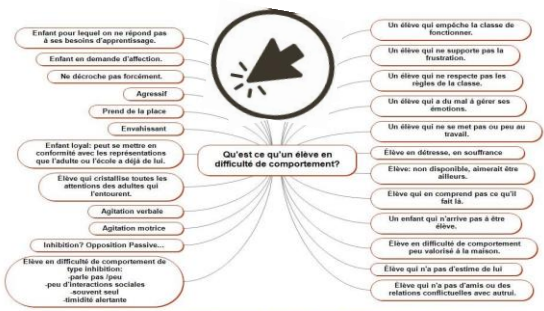 Enfant pour lequel on ne répond pas
à ses besoins d'apprentissage.
Enfant en demande d'affection.
Ne décroche pas forcément.
Agressif
Prend de la place
Envahissant
Enfant loyal: peut se mettre en
conformité avec les représentations
que l'adulte ou l'école a déjà de lui.
Élève qui cristallise toutes les
attentions des adultes qui
l'entourent.
Agitation verbale
Agitation motrice
Inhibition? Opposition Passive...
Élève en difficulté de comportement de
type inhibition:
-parle pas /peu
-peu d'interactions sociales
-souvent seul
-timidité alertante
Qu'est ce qu'un élève en
difficulté de comportement?
Un élève qui empêche la classe de
fonctionner.
Un élève qui ne supporte pas la
frustration.
Un élève qui ne respecte pas les
règles de la classe.
Un élève qui a du mal à gérer ses
émotions.
Un élève qui ne se met pas ou peu au
travail.
Élève en détresse, en souffrance
Élève: non disponible, aimerait être
ailleurs.
Élève qui en comprend pas ce qu'il
fait là.
Un enfant qui n'arrive pas à être
élève.
Élève en difficulté de comportement
peu valorisé à la maison.
Élève qui n'a pas d'estime de lui
Élève qui n'a pas d'amis ou des
relations conflictuelles avec autrui.